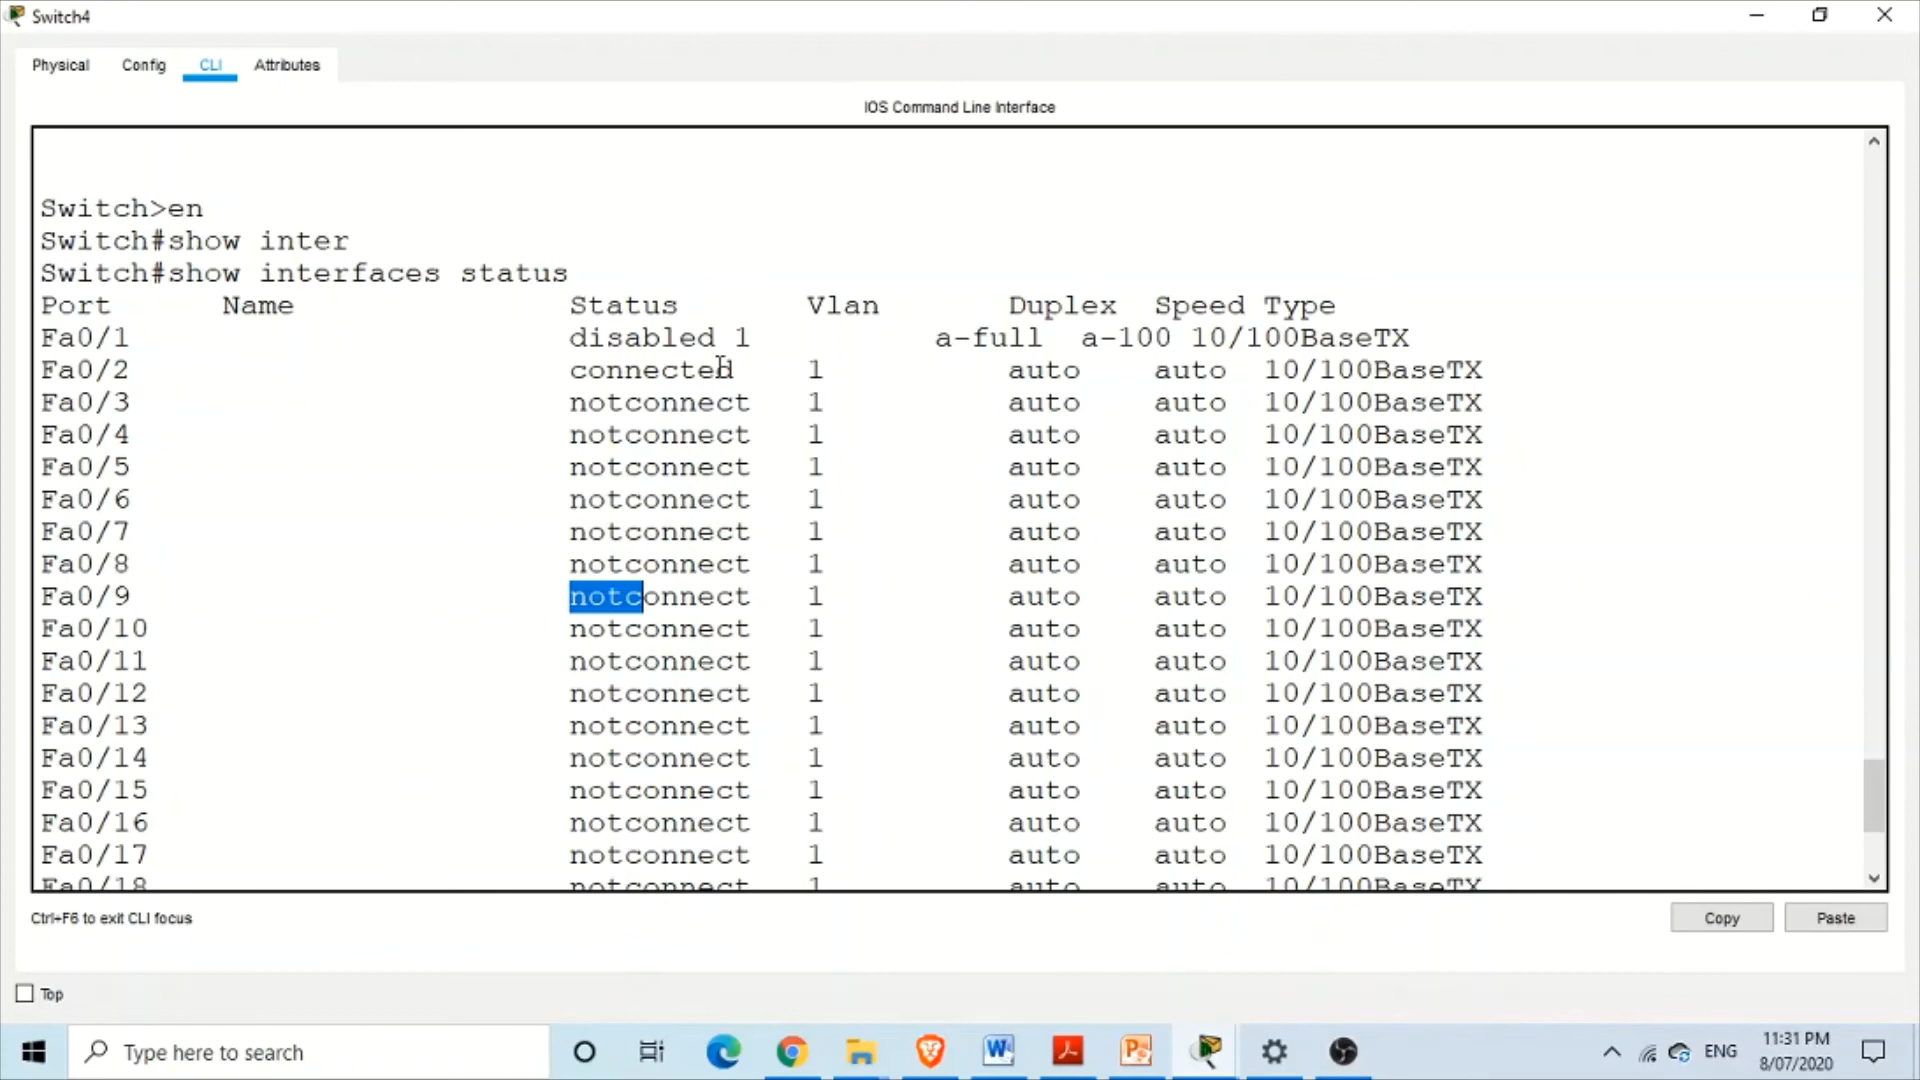 Switch4
Physical Config CLI Attributes
IOS Command Line Interface
Switch>en
Switch#show inter
Switch#show interfaces status
Port Name Status Vlan Duplex Speed Type
Fa0/1 disabled 1 a-full a-100 10/100BaseTX
Fa0/2 connected 1 auto auto 10/100BaseTX
Fa0/3 notconnect 1 auto auto 10/100BaseTX
Fa0/4 notconnect 1 auto auto 10/100BaseTX
Fa0/5 notconnect 1 auto auto 10/100BaseTX
Fa0/6 notconnect 1 auto auto 10/100BaseTX
Fa0/7 notconnect 1 auto auto 10/100BaseTX
Fa0/8 notconnect 1 auto auto 10/100BaseTX
Fa0/9 notconnect 1 auto auto 10/100BaseTX
Fa0/10 notconnect 1 auto auto 10/100BaseTX
Fa0/11 notconnect 1 auto auto 10/100BaseTX
Fa0/12 notconnect 1 auto auto 10/100BaseTX
Fa0/13 notconnect 1 auto auto 10/100BaseTX
Fa0/14 notconnect 1 auto auto 10/100BaseTX
Fa0/15 notconnect 1 auto auto 10/100BaseTX
Fa0/16 notconnect 1 auto auto 10/100BaseTX
Fa0/17 notconnect 1 auto auto 10/100BaseTX
Fa0/18 notconnect 1 auto auto 10/100BaseTX
Ctrl+F6 to exit CLI focus
Copy Paste
Top
Type here to search
ENG
11:31 PM
8/07/2020